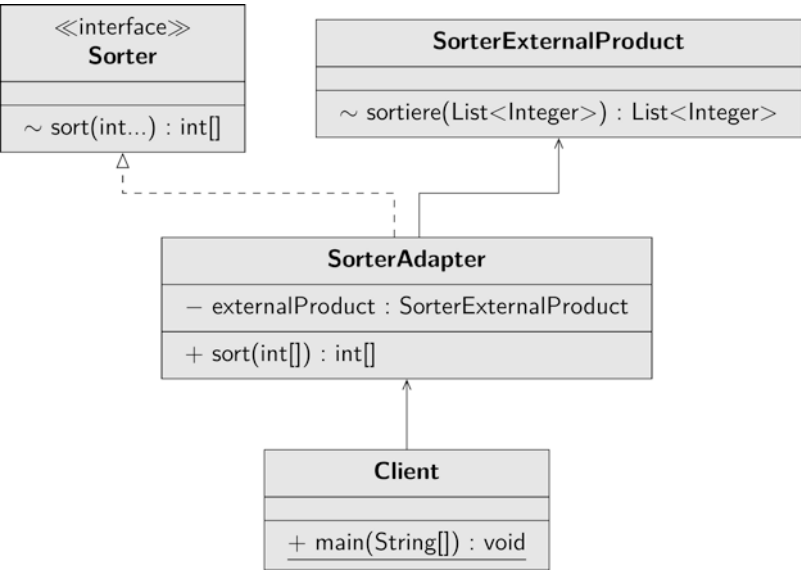 ≪interface≫
Sorter
~ sort(int...) : int[]
SorterExternalProduct
~ sortiere(List<Integer>) : List<Integer>
SorterAdapter
− externalProduct : SorterExternalProduct
+ sort(int[]) : int[]
Client
+ main(String[]) : void